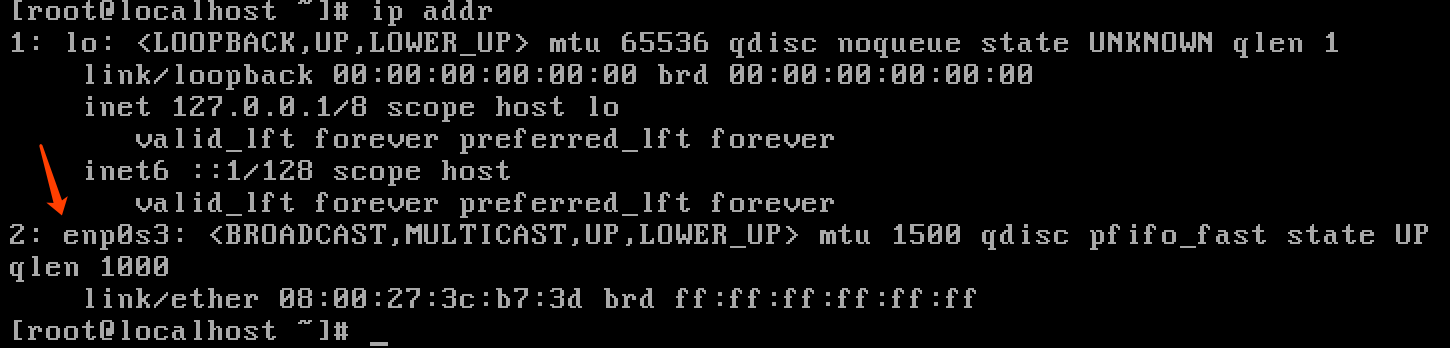 [root@localhost ~]# ip addr
1: lo: <LOOPBACK,UP,LOWER_UP> mtu 65536 qdisc noqueue state UNKNOWN qlen 1
    link/loopback 00:00:00:00:00:00 brd 00:00:00:00:00:00
    inet 127.0.0.1/8 scope host lo
       valid_lft forever preferred_lft forever
    inet6 ::1/128 scope host
       valid_lft forever preferred_lft forever
2: enp0s3: <BROADCAST,MULTICAST,UP,LOWER_UP> mtu 1500 qdisc pfifo_fast state UP
qlen 1000
    link/ether 08:00:27:3c:b7:3d brd ff:ff:ff:ff:ff:ff
[root@localhost ~]# _